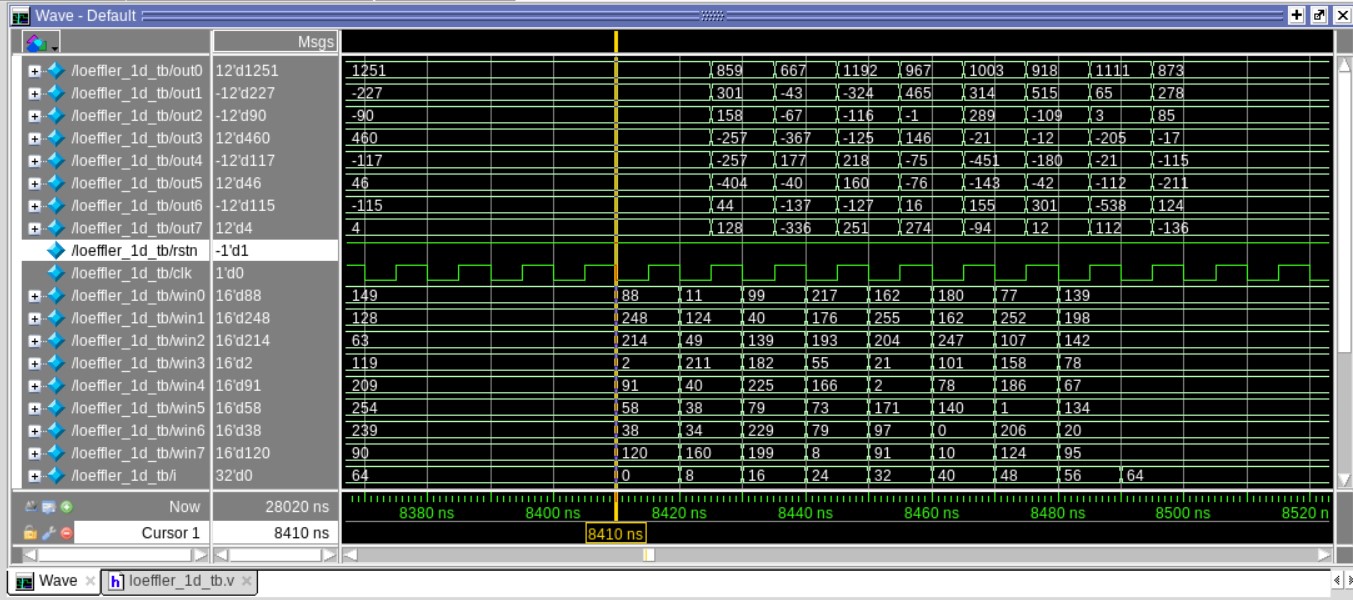 Wave - Default
Msgs
/loeffler_1d_tb/out0 12'd1251 1251 859 667 1192 967 1003 918 1111 873
/loeffler_1d_tb/out1 -12'd227 -227 301 -43 -324 465 314 515 65 278
/loeffler_1d_tb/out2 -12'd90 -90 158 -67 -116 -1 289 -109 3 85
/loeffler_1d_tb/out3 12'd460 460 -257 -367 -125 146 -21 -12 -205 -17
/loeffler_1d_tb/out4 -12'd117 -117 -257 177 218 -75 -451 -180 -21 -115
/loeffler_1d_tb/out5 12'd46 46 -404 -40 160 -76 -143 -42 -112 -211
/loeffler_1d_tb/out6 -12'd115 -115 44 -137 -127 16 155 301 -538 124
/loeffler_1d_tb/out7 12'd4 4 128 -336 251 274 -94 12 112 -136
/loeffler_1d_tb/rstn -1'd1
/loeffler_1d_tb/clk 1'd0
/loeffler_1d_tb/win0 16'd88 149 88 11 99 217 162 180 77 139
/loeffler_1d_tb/win1 16'd248 128 248 124 40 176 255 162 252 198
/loeffler_1d_tb/win2 16'd214 63 214 49 139 193 204 247 107 142
/loeffler_1d_tb/win3 16'd2 119 2 211 182 55 21 101 158 78
/loeffler_1d_tb/win4 16'd91 209 91 40 225 166 2 78 186 67
/loeffler_1d_tb/win5 16'd58 254 58 38 79 73 171 140 1 134
/loeffler_1d_tb/win6 16'd38 239 38 34 229 79 97 0 206 20
/loeffler_1d_tb/win7 16'd120 90 120 160 199 8 91 10 124 95
/loeffler_1d_tb/i 32'd0 64 0 8 16 24 32 40 48 56 64
Now 28020 ns 8380 ns 8400 ns 8420 ns 8440 ns 8460 ns 8480 ns 8500 ns 8520 n
Cursor 1 8410 ns 8410 ns
Wave h loeffler_1d_tb.v